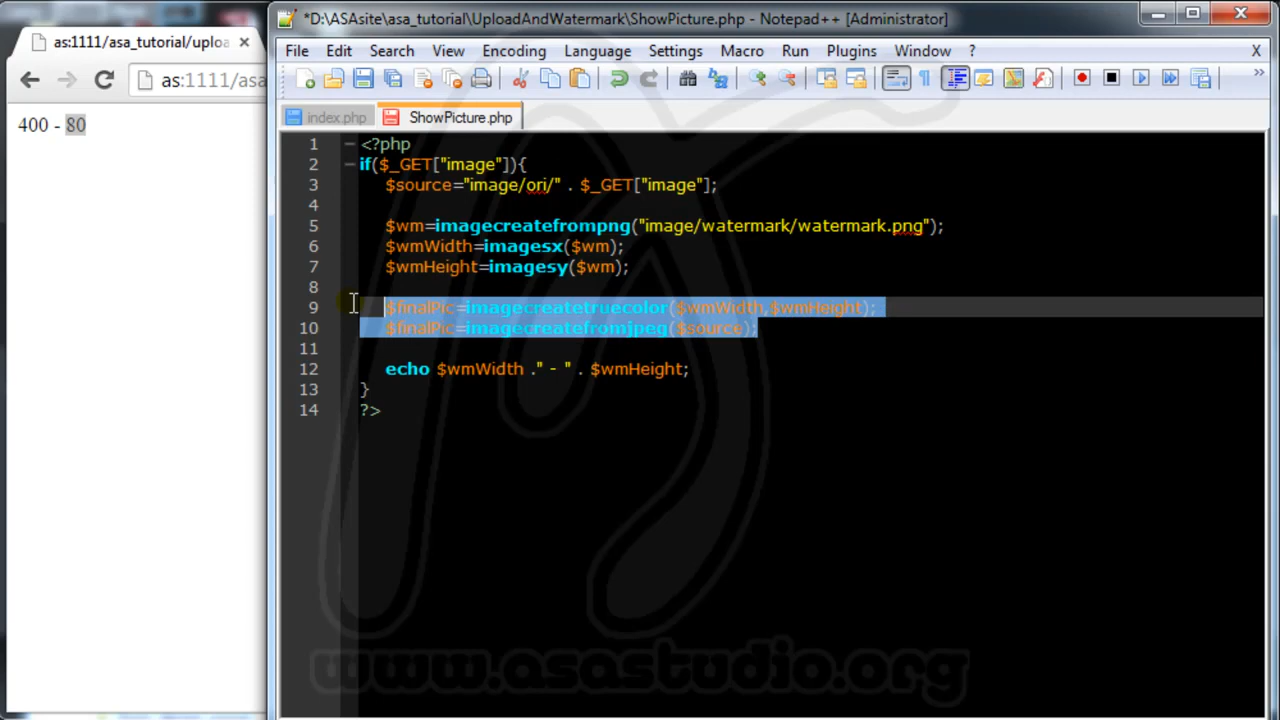 as:1111/asa_tutorial/uploa
as:1111/asa
400 - 80
*D:\ASAsite\asa_tutorial\UploadAndWatermark\ShowPicture.php - Notepad++ [Administrator]
File Edit Search View Encoding Language Settings Macro Run Plugins Window ? X
index.php ShowPicture.php
1 <?php
2 if($_GET["image"]){
3 $source="image/ori/" . $_GET["image"];
4
5 $wm=imagecreatefrompng("image/watermark/watermark.png");
6 $wmWidth=imagesx($wm);
7 $wmHeight=imagesy($wm);
8
9 $finalPic=imagecreatetruecolor($wmWidth,$wmHeight);
10 $finalPic=imagecreatefromjpeg($source);
11
12 echo $wmWidth ." - " . $wmHeight;
13 }
14 ?>
www.asastudio.org